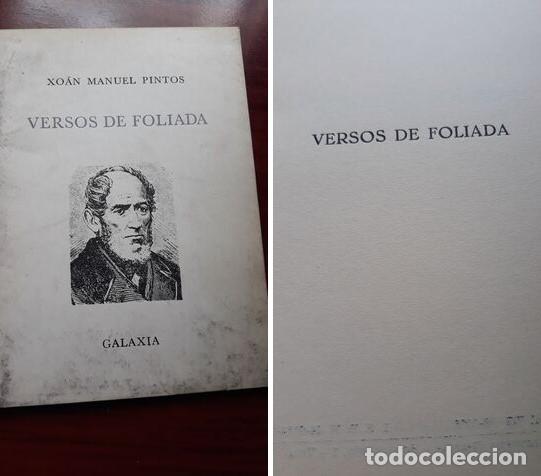 XOÁN MANUEL PINTOS
VERSOS DE FOLIADA
GALAXIA
VERSOS DE FOLIADA
todocoleccion